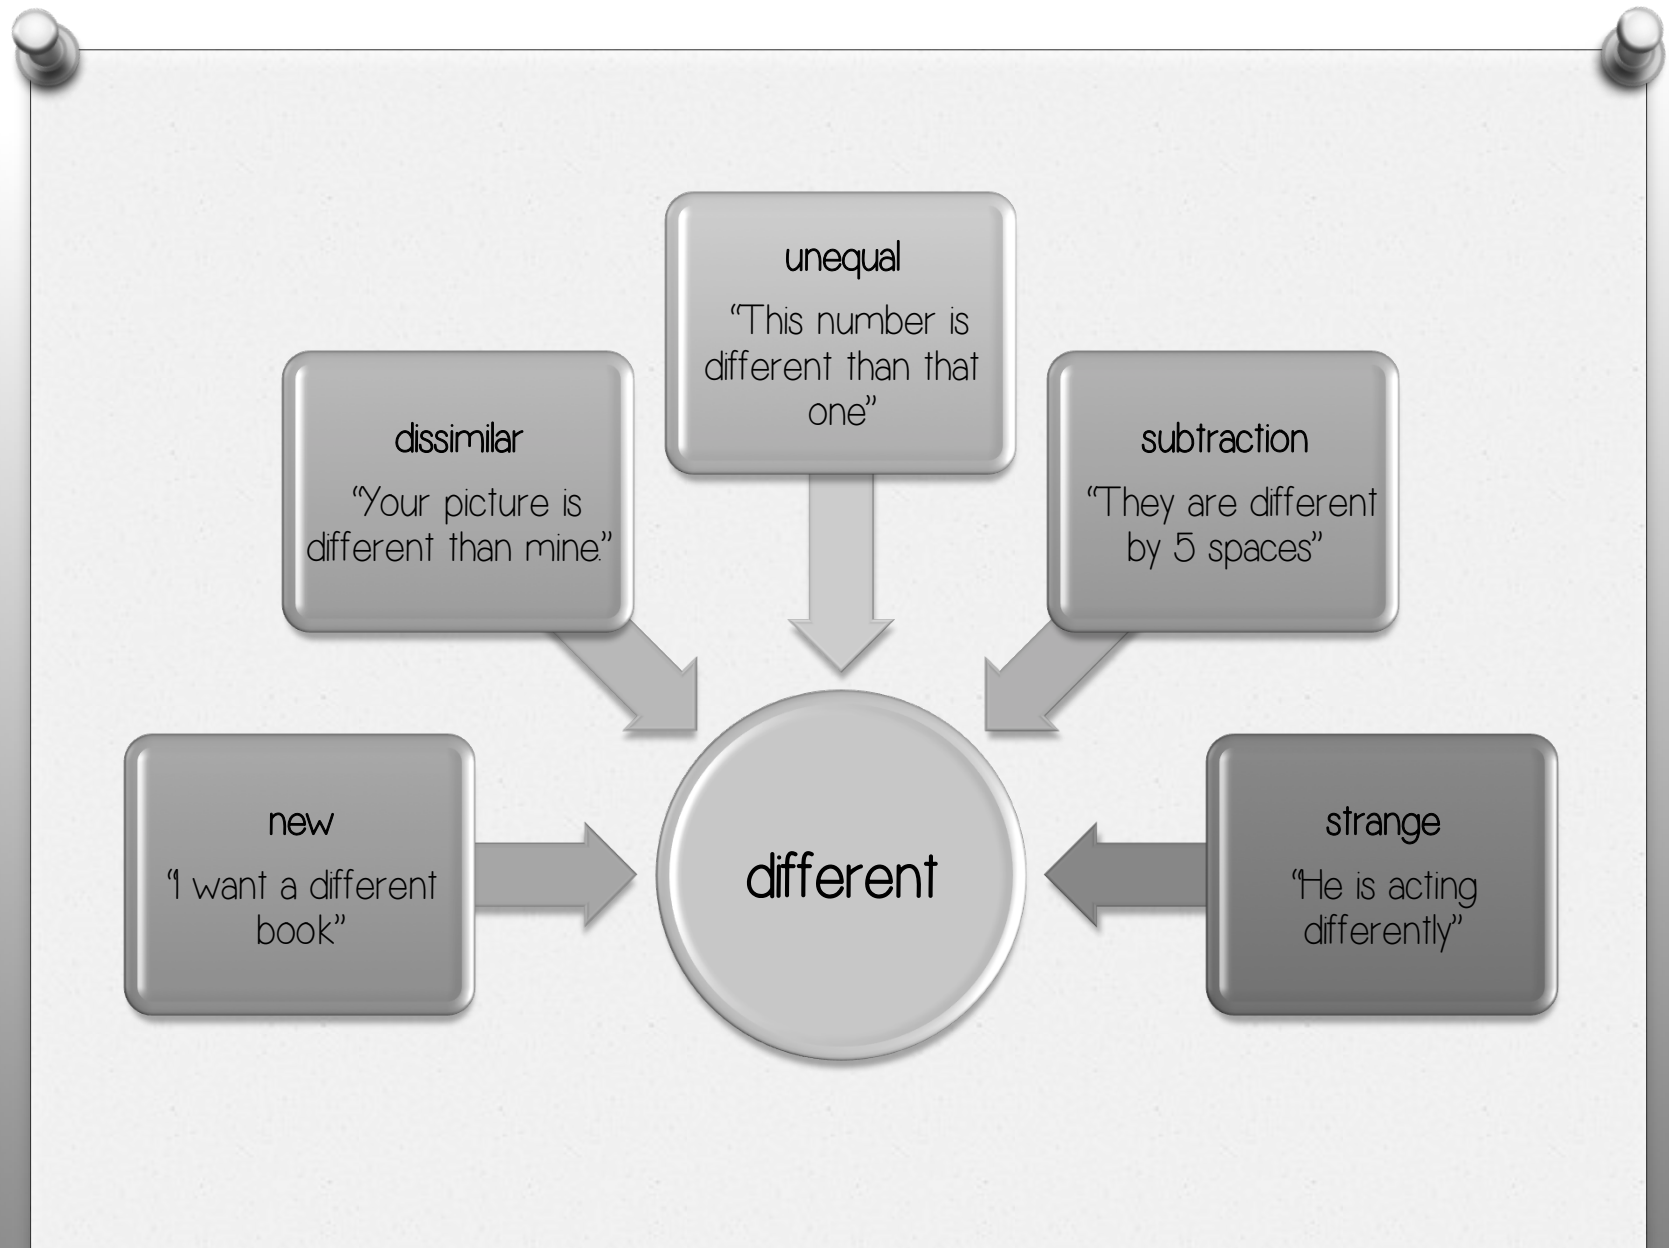 unequal
“This number is
different than that
one”
dissimilar
“Your picture is
different than mine.”
subtraction
“They are different
by 5 spaces”
new
“I want a different
book”
different
strange
“He is acting
differently”